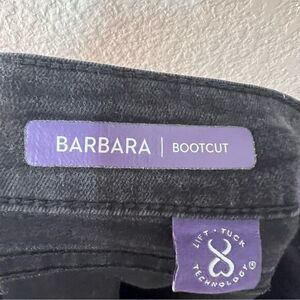 BARBARA | BOOTCUT
LIFT · TUCK
TECHNOLOGY®